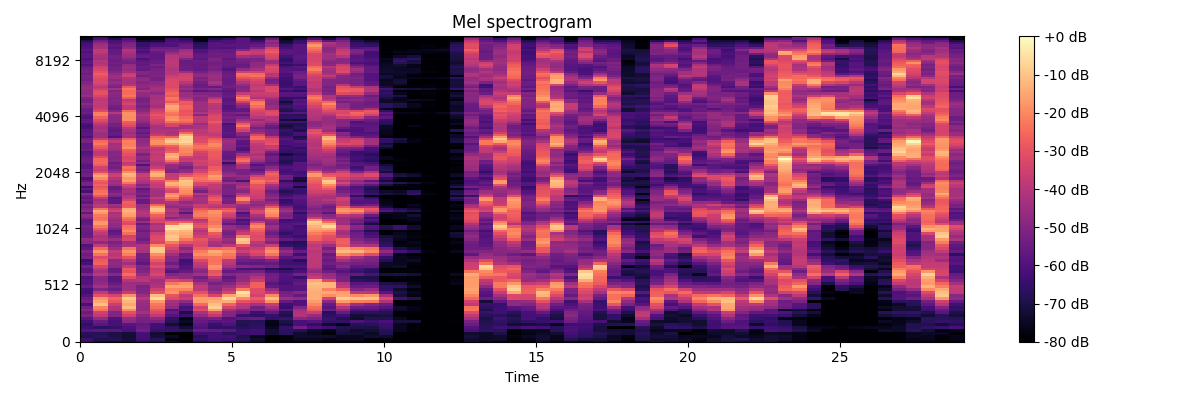 Mel spectrogram
+0 dB
8192
-10 dB
4096
-20 dB
-30 dB
2048
Hz
-40 dB
1024
-50 dB
-60 dB
512
-70 dB
0
-80 dB
0 5 10 15 20 25
Time